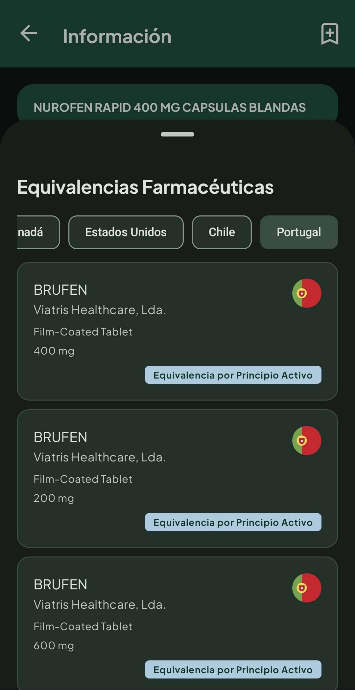 Información
NUROFEN RAPID 400 MG CAPSULAS BLANDAS
Equivalencias Farmacéuticas
nadá
Estados Unidos
Chile
Portugal
BRUFEN
Viatris Healthcare, Lda.
Film-Coated Tablet
400 mg
Equivalencia por Principio Activo
BRUFEN
Viatris Healthcare, Lda.
Film-Coated Tablet
200 mg
Equivalencia por Principio Activo
BRUFEN
Viatris Healthcare, Lda.
Film-Coated Tablet
600 mg
Equivalencia por Principio Activo